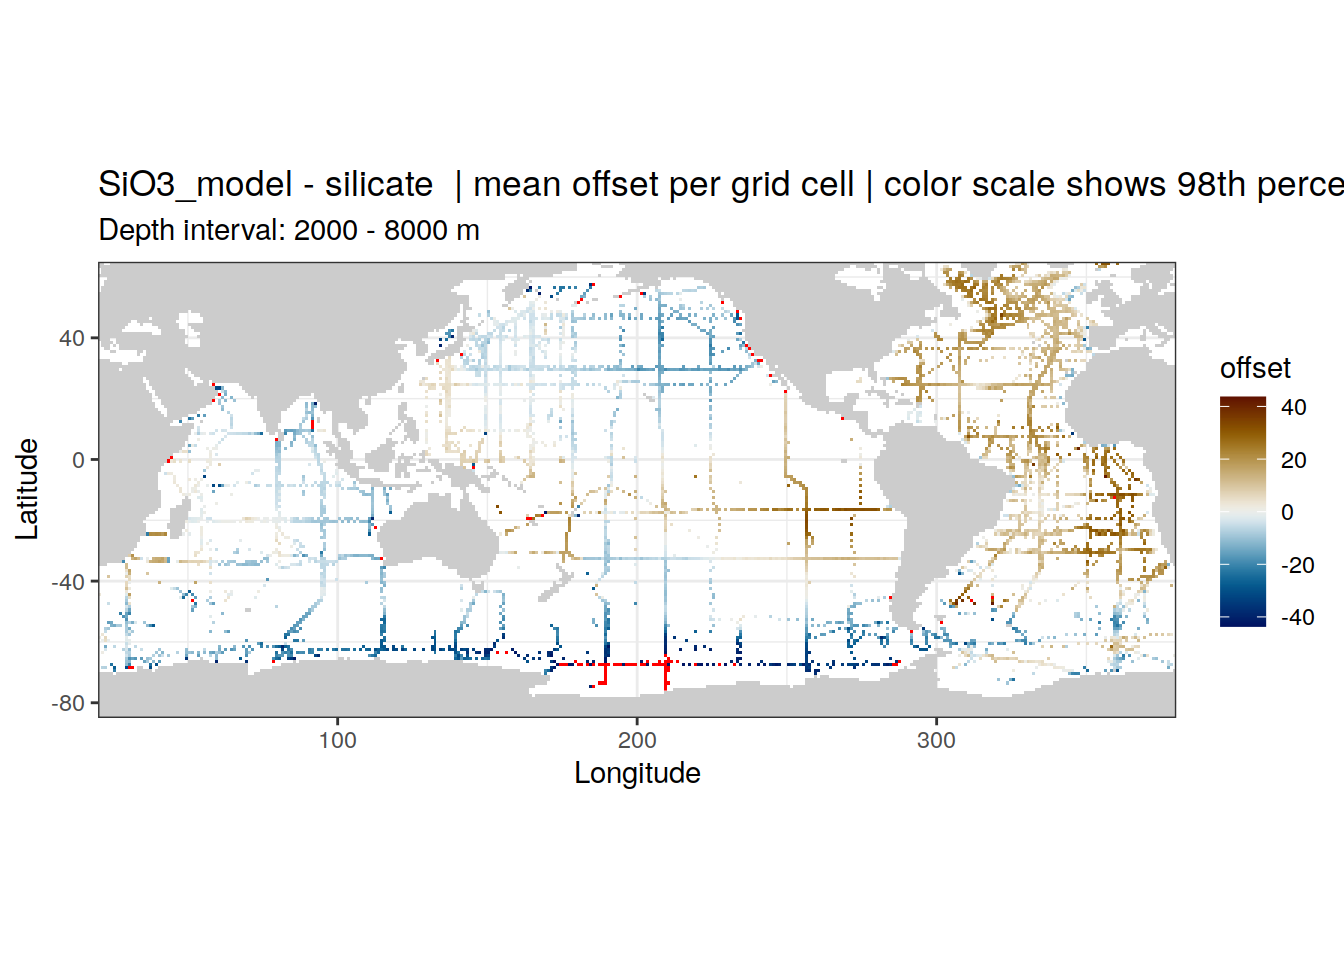 SiO3_model - silicate  | mean offset per grid cell | color scale shows 98th perce
Depth interval: 2000 - 8000 m
40
0
-40
-80
Latitude
100
200
300
Longitude
offset
40
20
0
-20
-40